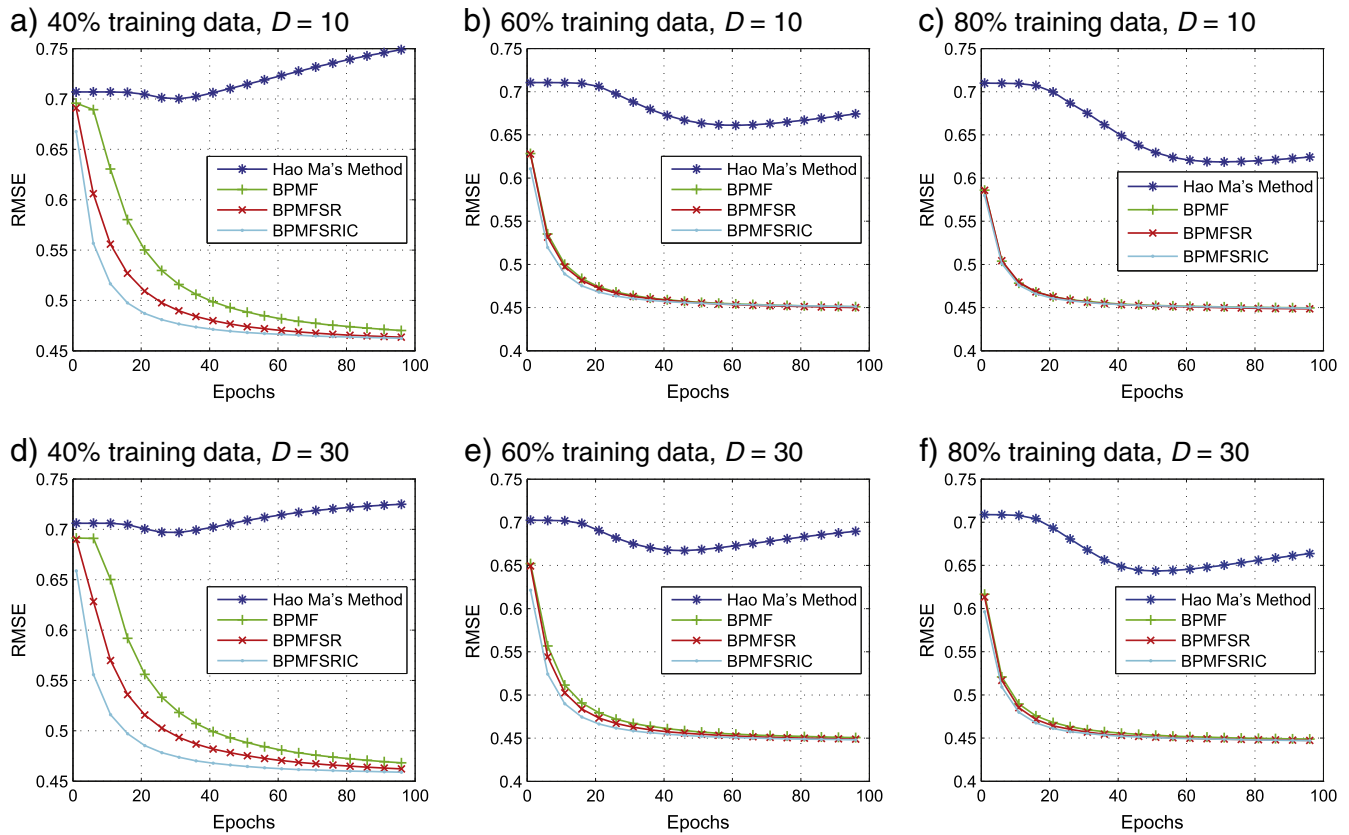 a) 40% training data, D = 10
0.75
0.7
0.65
0.6
0.55
0.5
0.45
0 20 40 60 80 100
RMSE
Epochs
Hao Ma's Method
BPMF
BPMFSR
BPMFSRIC
b) 60% training data, D = 10
0.75
0.7
0.65
0.6
0.55
0.5
0.45
0.4
0 20 40 60 80 100
RMSE
Epochs
Hao Ma's Method
BPMF
BPMFSR
BPMFSRIC
c) 80% training data, D = 10
0.75
0.7
0.65
0.6
0.55
0.5
0.45
0.4
0 20 40 60 80 100
RMSE
Epochs
Hao Ma's Method
BPMF
BPMFSR
BPMFSRIC
d) 40% training data, D = 30
0.75
0.7
0.65
0.6
0.55
0.5
0.45
0 20 40 60 80 100
RMSE
Epochs
Hao Ma's Method
BPMF
BPMFSR
BPMFSRIC
e) 60% training data, D = 30
0.75
0.7
0.65
0.6
0.55
0.5
0.45
0.4
0 20 40 60 80 100
RMSE
Epochs
Hao Ma's Method
BPMF
BPMFSR
BPMFSRIC
f) 80% training data, D = 30
0.75
0.7
0.65
0.6
0.55
0.5
0.45
0.4
0 20 40 60 80 100
RMSE
Epochs
Hao Ma's Method
BPMF
BPMFSR
BPMFSRIC